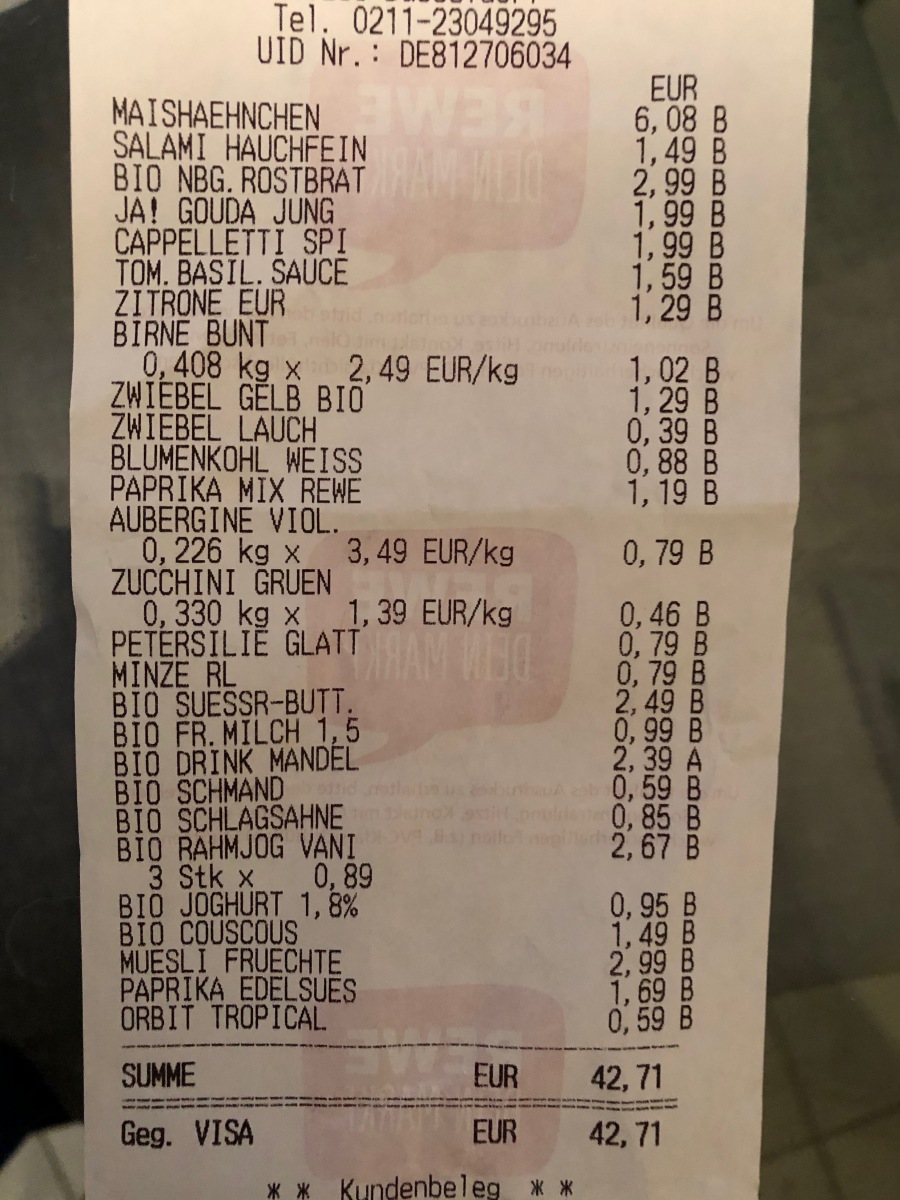 Tel. 0211-23049295
UID Nr.: DE812706034
EUR
MAISHAEHNCHEN 6,08 B
SALAMI HAUCHFEIN 1,49 B
BIO NBG.ROSTBRAT 2,99 B
JA! GOUDA JUNG 1,99 B
CAPPELLETTI SPI 1,99 B
TOM.BASIL.SAUCE 1,59 B
ZITRONE EUR 1,29 B
BIRNE BUNT
0,408 kg x 2,49 EUR/kg 1,02 B
ZWIEBEL GELB BIO 1,29 B
ZWIEBEL LAUCH 0,39 B
BLUMENKOHL WEISS 0,88 B
PAPRIKA MIX REWE 1,19 B
AUBERGINE VIOL.
0,226 kg x 3,49 EUR/kg 0,79 B
ZUCCHINI GRUEN
0,330 kg x 1,39 EUR/kg 0,46 B
PETERSILIE GLATT 0,79 B
MINZE RL 0,79 B
BIO SUESSR-BUTT. 2,49 B
BIO FR.MILCH 1,5 0,99 B
BIO DRINK MANDEL 2,39 A
BIO SCHMAND 0,59 B
BIO SCHLAGSAHNE 0,85 B
BIO RAHMJOG VANI 2,67 B
3 Stk x 0,89
BIO JOGHURT 1,8% 0,95 B
BIO COUSCOUS 1,49 B
MUESLI FRUECHTE 2,99 B
PAPRIKA EDELSUES 1,69 B
ORBIT TROPICAL 0,59 B
SUMME EUR 42,71
Geg. VISA EUR 42,71
* * Kundenbeleg * *